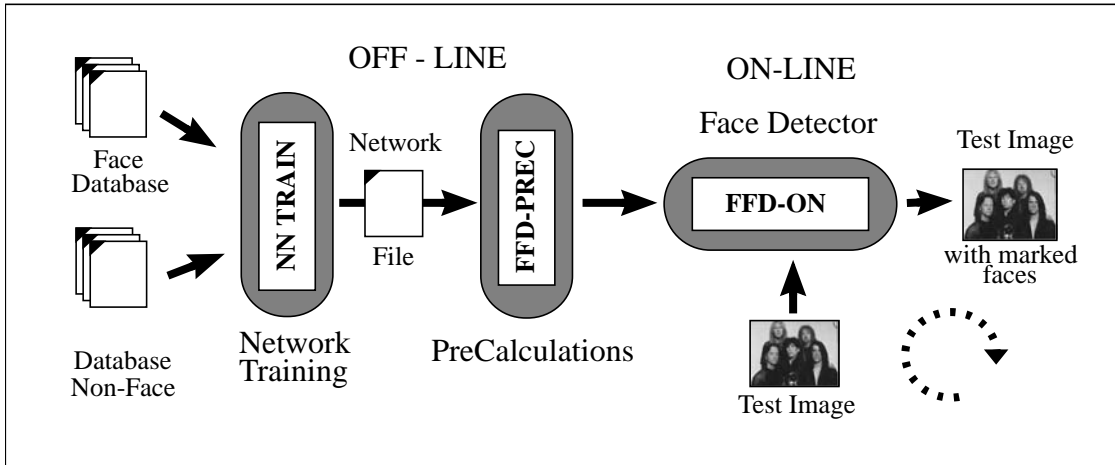 OFF - LINE
ON-LINE
Face Detector
Face
Database
NN TRAIN
Network
File
FFD-PREC
FFD-ON
Test Image
with marked
faces
Database
Non-Face
Network
Training
PreCalculations
Test Image